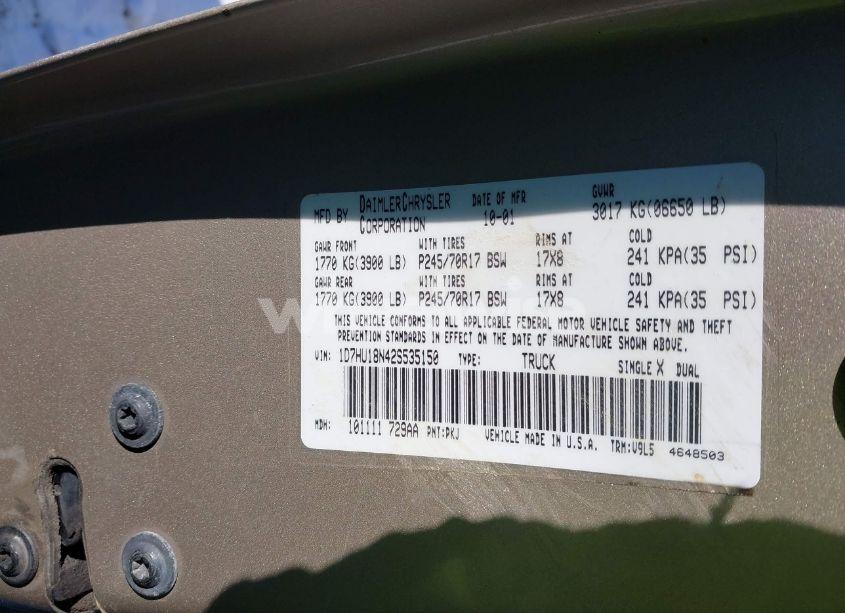 MFD BY DAIMLERCHRYSLER CORPORATION DATE OF MFR 10-01 GVWR 3017 KG(06650 LB)
GAWR FRONT WITH TIRES RIMS AT COLD
1770 KG(3900 LB) P245/70R17 BSW 17X8 241 KPA(35 PSI)
GAWR REAR WITH TIRES RIMS AT COLD
1770 KG(3900 LB) P245/70R17 BSW 17X8 241 KPA(35 PSI)
THIS VEHICLE CONFORMS TO ALL APPLICABLE FEDERAL MOTOR VEHICLE SAFETY AND THEFT
PREVENTION STANDARDS IN EFFECT ON THE DATE OF MANUFACTURE SHOWN ABOVE.
VIN: 1D7HU18N42S535150 TYPE: TRUCK SINGLE X DUAL
MDH: 101111 729AA PNT:PKJ VEHICLE MADE IN U.S.A. TRM:V9L5 4648503